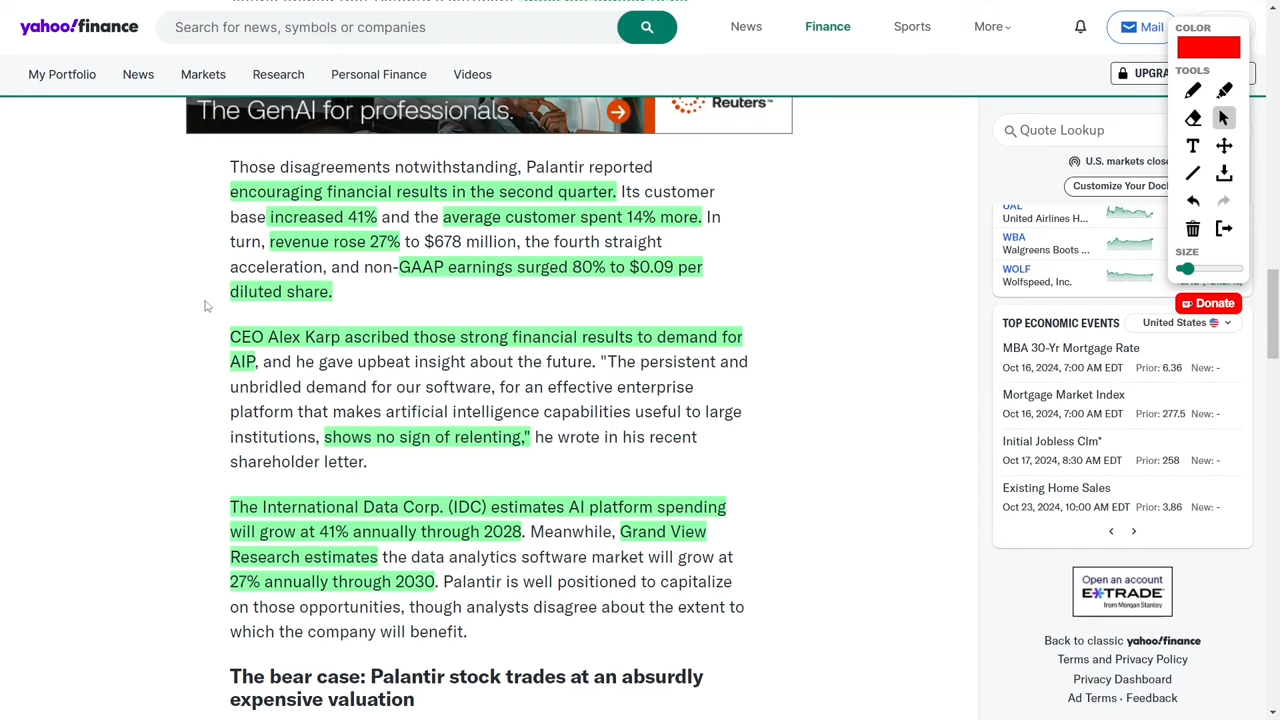 yahoo!finance
Search for news, symbols or companies
News
Finance
Sports
More
Mail
My Portfolio
News
Markets
Research
Personal Finance
Videos
COLOR
TOOLS
SIZE
Donate
The GenAI for professionals.
Reuters™
Those disagreements notwithstanding, Palantir reported
encouraging financial results in the second quarter. Its customer
base increased 41% and the average customer spent 14% more. In
turn, revenue rose 27% to $678 million, the fourth straight
acceleration, and non-GAAP earnings surged 80% to $0.09 per
diluted share.
CEO Alex Karp ascribed those strong financial results to demand for
AIP, and he gave upbeat insight about the future. "The persistent and
unbridled demand for our software, for an effective enterprise
platform that makes artificial intelligence capabilities useful to large
institutions, shows no sign of relenting," he wrote in his recent
shareholder letter.
The International Data Corp. (IDC) estimates AI platform spending
will grow at 41% annually through 2028. Meanwhile, Grand View
Research estimates the data analytics software market will grow at
27% annually through 2030. Palantir is well positioned to capitalize
on those opportunities, though analysts disagree about the extent to
which the company will benefit.
The bear case: Palantir stock trades at an absurdly
expensive valuation
Quote Lookup
U.S. markets close
Customize Your Doc
UAL
United Airlines H...
WBA
Walgreens Boots ...
WOLF
Wolfspeed, Inc.
TOP ECONOMIC EVENTS
United States
MBA 30-Yr Mortgage Rate
Oct 16, 2024, 7:00 AM EDT Prior: 6.36 New: -
Mortgage Market Index
Oct 16, 2024, 7:00 AM EDT Prior: 277.5 New: -
Initial Jobless Clm*
Oct 17, 2024, 8:30 AM EDT Prior: 258 New: -
Existing Home Sales
Oct 23, 2024, 10:00 AM EDT Prior: 3.86 New: -
Open an account
E*TRADE
from Morgan Stanley
Back to classic yahoo!finance
Terms and Privacy Policy
Privacy Dashboard
Ad Terms • Feedback